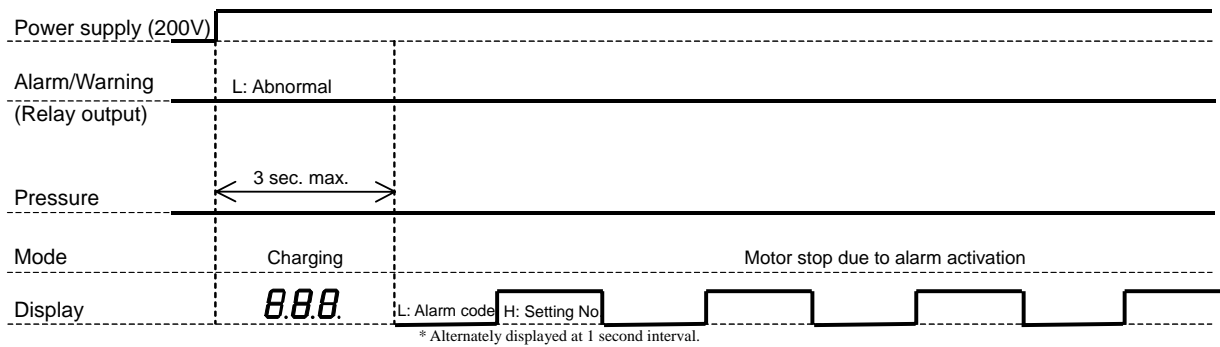 Power supply (200V)
Alarm/Warning
L: Abnormal
(Relay output)
3 sec. max.
Pressure
Mode
Charging
Motor stop due to alarm activation
Display
8.8.8.
L: Alarm code
H: Setting No
* Alternately displayed at 1 second interval.